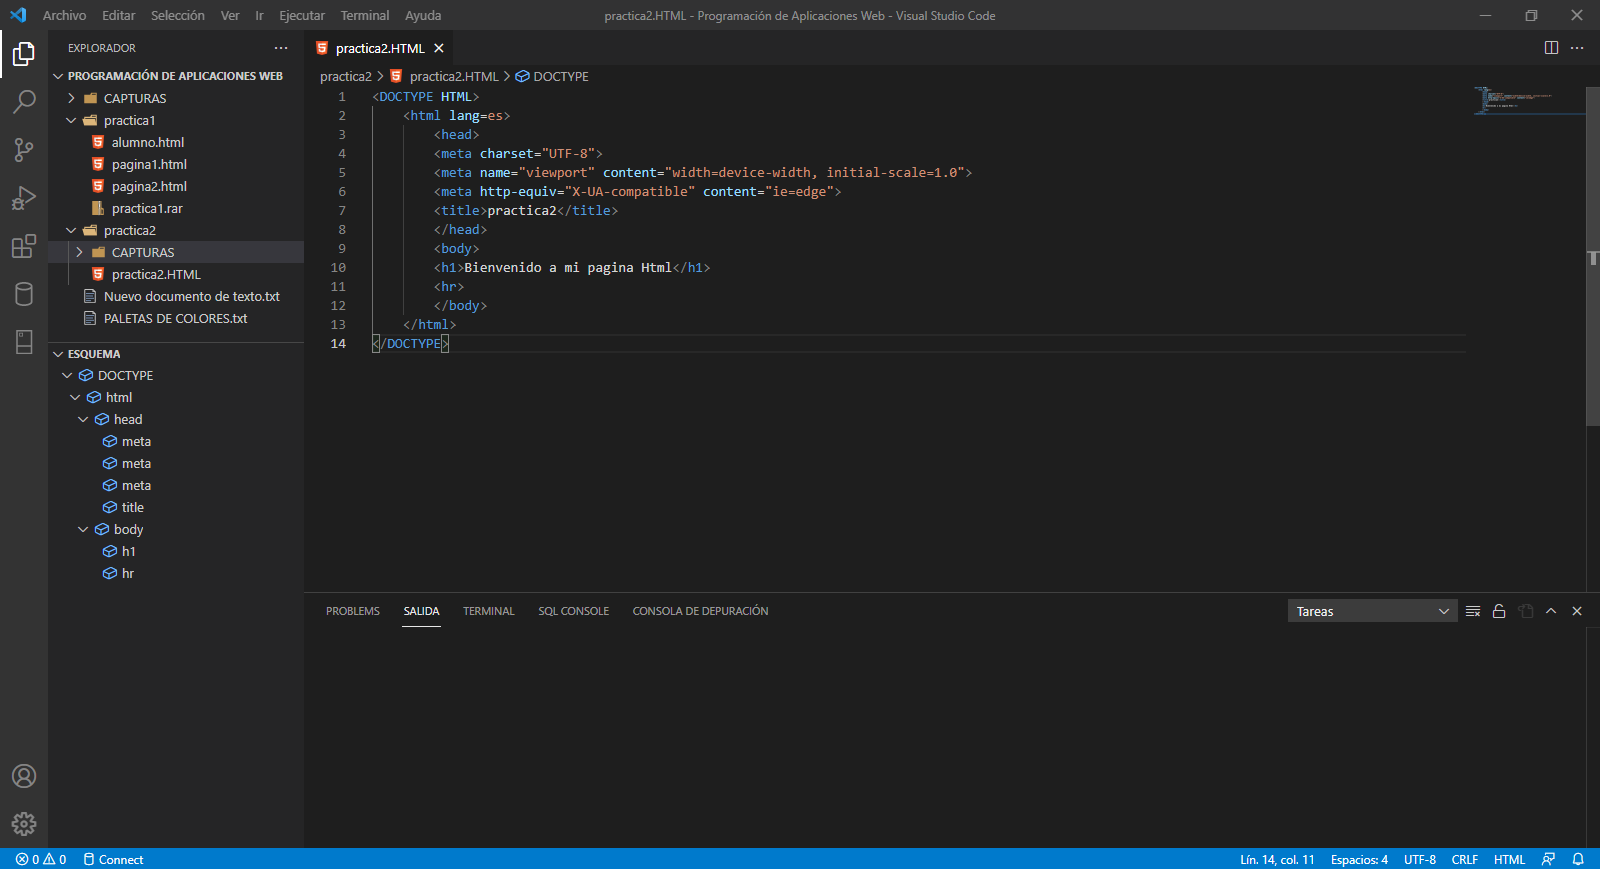 Archivo Editar Selección Ver Ir Ejecutar Terminal Ayuda
practica2.HTML - Programación de Aplicaciones Web - Visual Studio Code
EXPLORADOR
PROGRAMACIÓN DE APLICACIONES WEB
CAPTURAS
practica1
alumno.html
pagina1.html
pagina2.html
practica1.rar
practica2
CAPTURAS
practica2.HTML
Nuevo documento de texto.txt
PALETAS DE COLORES.txt
ESQUEMA
DOCTYPE
html
head
meta
meta
meta
title
body
h1
hr
practica2.HTML
practica2 > practica2.HTML > DOCTYPE
1 <DOCTYPE HTML>
2 <html lang=es>
3 <head>
4 <meta charset="UTF-8">
5 <meta name="viewport" content="width=device-width, initial-scale=1.0">
6 <meta http-equiv="X-UA-compatible" content="ie=edge">
7 <title>practica2</title>
8 </head>
9 <body>
10 <h1>Bienvenido a mi pagina Html</h1>
11 <hr>
12 </body>
13 </html>
14 </DOCTYPE>
PROBLEMS SALIDA TERMINAL SQL CONSOLE CONSOLA DE DEPURACIÓN
Tareas
0 0 Connect
Lín. 14, col. 11 Espacios: 4 UTF-8 CRLF HTML